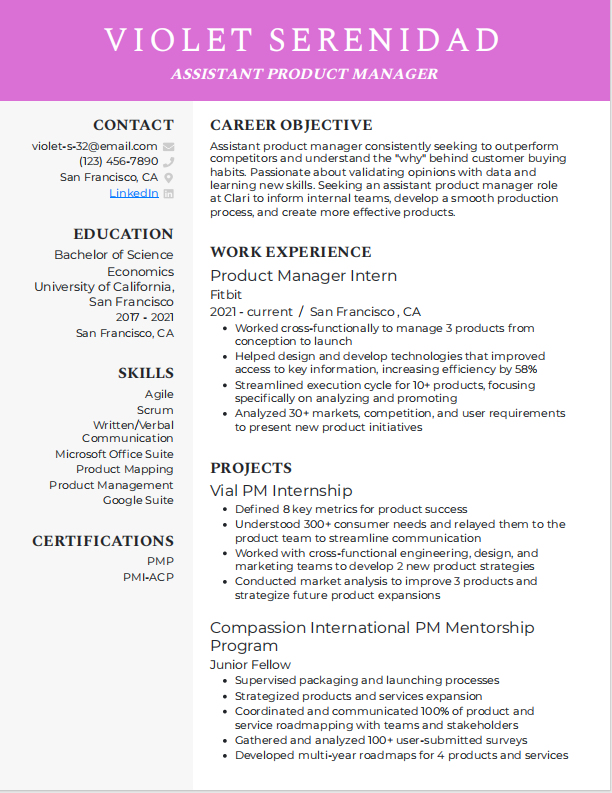 VIOLET SERENIDAD
ASSISTANT PRODUCT MANAGER
CONTACT
violet-s-32@email.com
(123) 456-7890
San Francisco, CA
LinkedIn
EDUCATION
Bachelor of Science
Economics
University of California,
San Francisco
2017 - 2021
San Francisco, CA
SKILLS
Agile
Scrum
Written/Verbal
Communication
Microsoft Office Suite
Product Mapping
Product Management
Google Suite
CERTIFICATIONS
PMP
PMI-ACP
CAREER OBJECTIVE
Assistant product manager consistently seeking to outperform
competitors and understand the "why" behind customer buying
habits. Passionate about validating opinions with data and
learning new skills. Seeking an assistant product manager role
at Clari to inform internal teams, develop a smooth production
process, and create more effective products.
WORK EXPERIENCE
Product Manager Intern
Fitbit
2021 - current / San Francisco, CA
• Worked cross-functionally to manage 3 products from
conception to launch
• Helped design and develop technologies that improved
access to key information, increasing efficiency by 58%
• Streamlined execution cycle for 10+ products, focusing
specifically on analyzing and promoting
• Analyzed 30+ markets, competition, and user requirements
to present new product initiatives
PROJECTS
Vial PM Internship
• Defined 8 key metrics for product success
• Understood 300+ consumer needs and relayed them to the
product team to streamline communication
• Worked with cross-functional engineering, design, and
marketing teams to develop 2 new product strategies
• Conducted market analysis to improve 3 products and
strategize future product expansions
Compassion International PM Mentorship
Program
Junior Fellow
• Supervised packaging and launching processes
• Strategized products and services expansion
• Coordinated and communicated 100% of product and
service roadmapping with teams and stakeholders
• Gathered and analyzed 100+ user-submitted surveys
• Developed multi-year roadmaps for 4 products and services